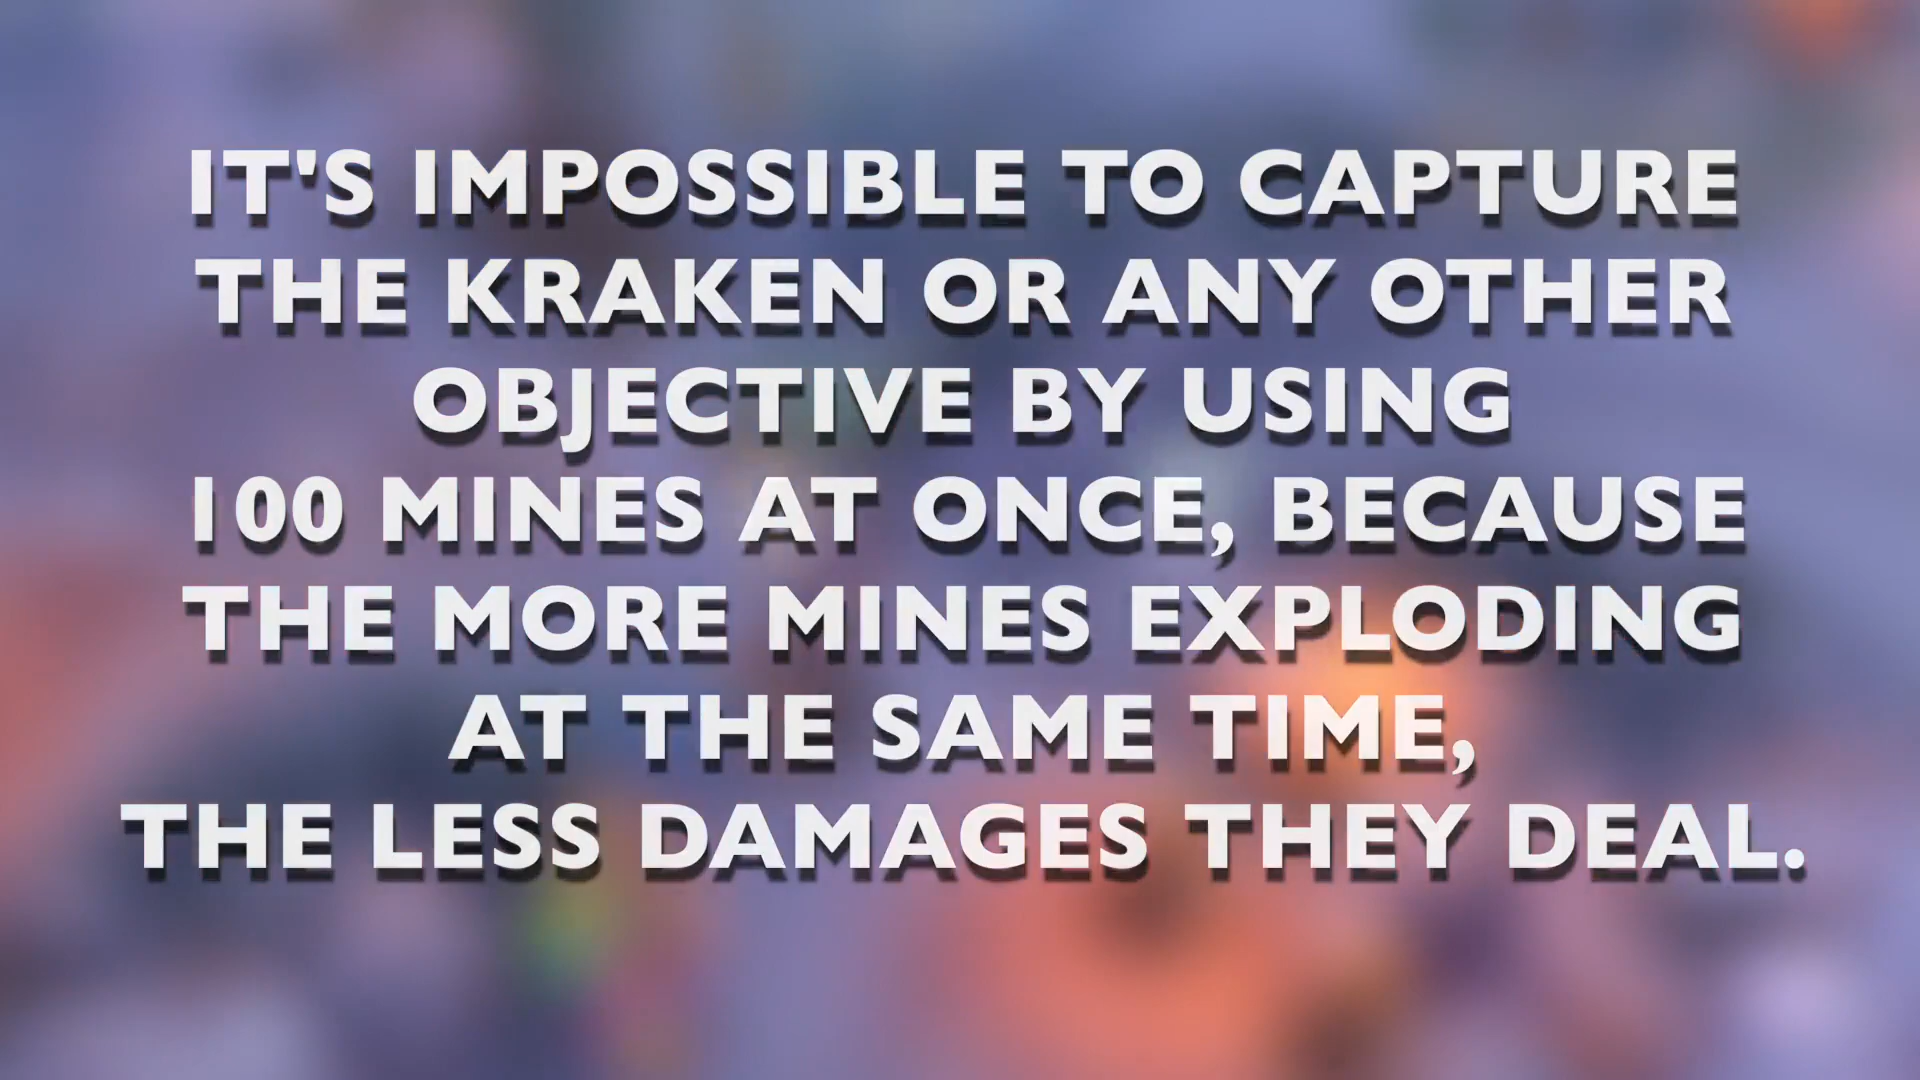 IT'S IMPOSSIBLE TO CAPTURE
THE KRAKEN OR ANY OTHER
OBJECTIVE BY USING
100 MINES AT ONCE, BECAUSE
THE MORE MINES EXPLODING
AT THE SAME TIME,
THE LESS DAMAGES THEY DEAL.